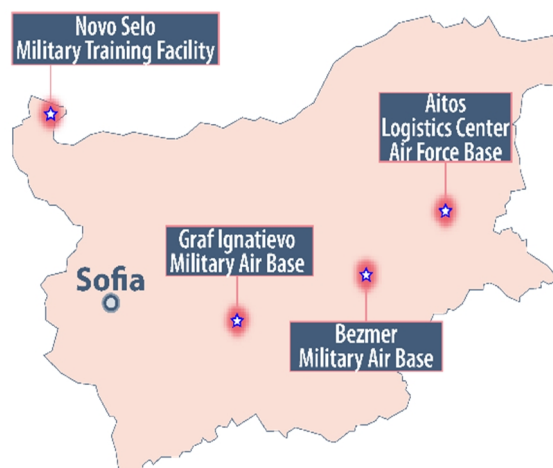 Novo Selo
Military Training Facility
Aitos
Logistics Center
Air Force Base
Graf Ignatievo
Military Air Base
Sofia
Bezmer
Military Air Base